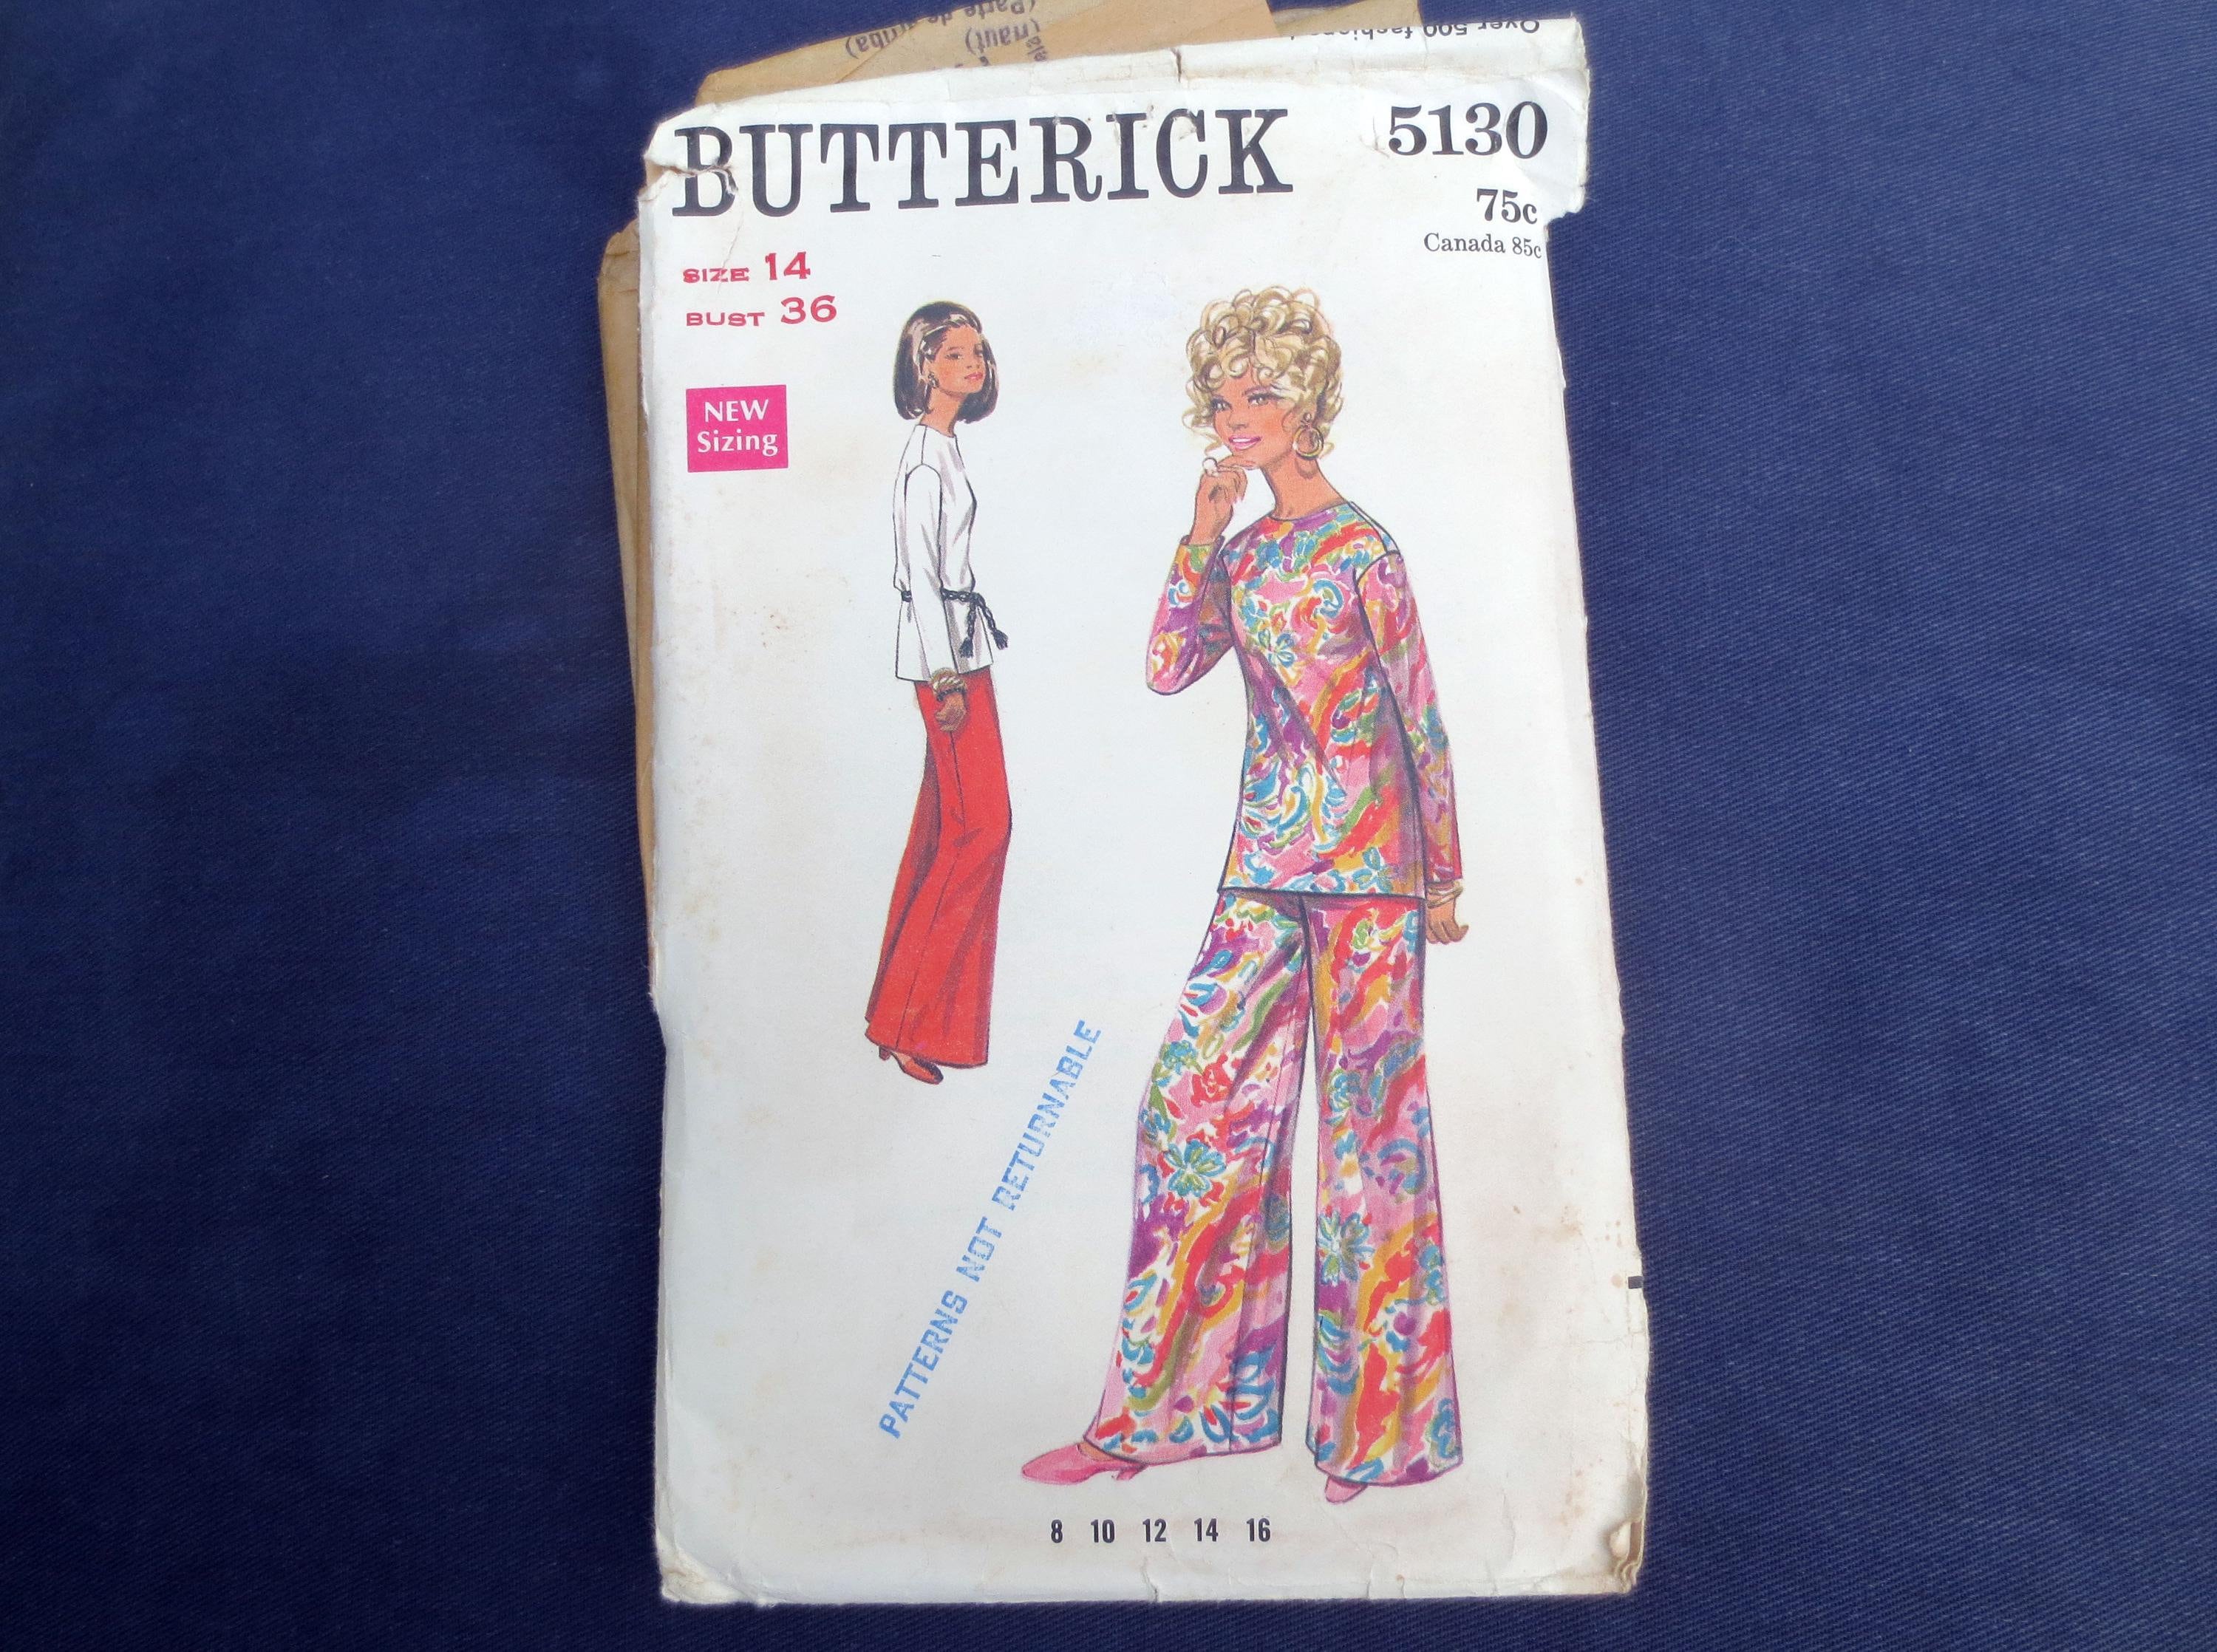 (Parte de arriba)
naut)
Over 500 fashions
BUTTERICK
5130
75c
Canada 85c
SIZE 14
BUST 36
NEW
Sizing
PATTERNS NOT RETURNABLE
8 10 12 14 16